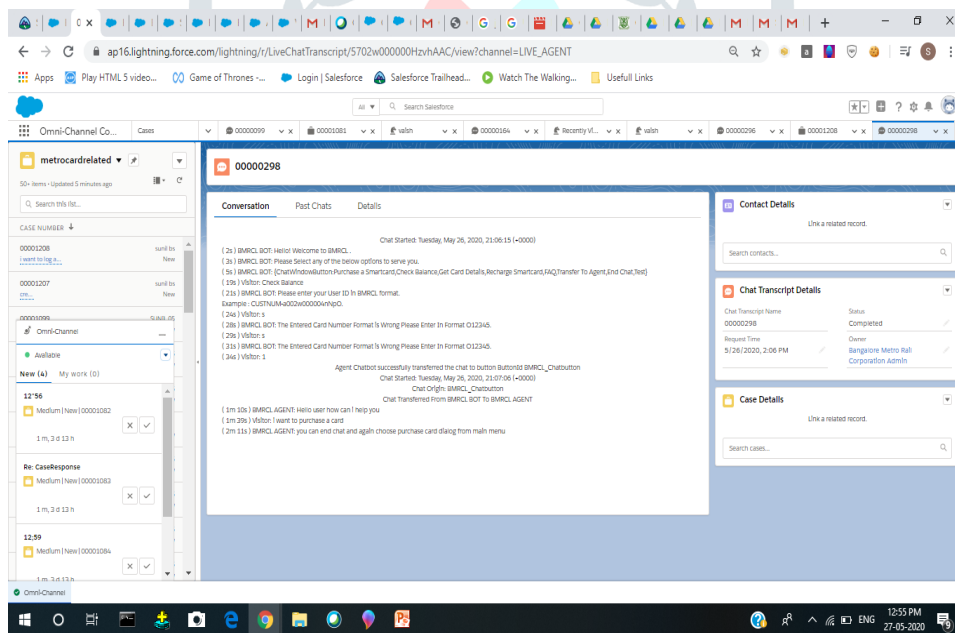 ap16.lightning.force.com/lightning/r/LiveChatTranscript/5702w000000HzvhAAC/view?channel=LIVE_AGENT
Apps Play HTML 5 video... Game of Thrones -... Login | Salesforce Salesforce Trailhead... Watch The Walking... Usefull Links
All Search Salesforce
Omni-Channel Co... Cases 00000099 00001081 valsh 00000164 Recently Vi... valsh 00000296 00001208 00000298
metrocardrelated
50+ items • Updated 5 minutes ago
Search this list...
CASE NUMBER
00001208 sunil bs
i want to log a... New
00001207 sunil bs
cre... New
00001099 SUNIL GS
Omni-Channel
Available
New (4) My work (0)
12'56
Medium | New | 00001082
1 m, 3 d 13 h
Re: CaseResponse
Medium | New | 00001083
1 m, 3 d 13 h
12;59
Medium | New | 00001084
1 m, 3 d 13 h
Omni-Channel
00000298
Conversation Past Chats Details
Chat Started: Tuesday, May 26, 2020, 21:06:15 (+0000)
( 2s ) BMRCL BOT: Hello! Welcome to BMRCL .
( 3s ) BMRCL BOT: Please Select any of the below options to serve you.
( 5s ) BMRCL BOT: {ChatWindowButton:Purchase a Smartcard,Check Balance,Get Card Details,Recharge Smartcard,FAQ,Transfer To Agent,End Chat,Test}
( 19s ) Visitor: Check Balance
( 21s ) BMRCL BOT: Please enter your User ID in BMRCL format.
Example : CUSTNUM-a002w000004nNpO.
( 24s ) Visitor: s
( 28s ) BMRCL BOT: The Entered Card Number Format is Wrong Please Enter In Format O12345.
( 29s ) Visitor: s
( 31s ) BMRCL BOT: The Entered Card Number Format is Wrong Please Enter In Format O12345.
( 34s ) Visitor: 1
Agent Chatbot successfully transferred the chat to button ButtonId BMRCL_Chatbutton
Chat Started: Tuesday, May 26, 2020, 21:07:06 (+0000)
Chat Origin: BMRCL_Chatbutton
Chat Transferred From BMRCL BOT To BMRCL AGENT
( 1m 10s ) BMRCL AGENT: Hello user how can i help you
( 1m 39s ) Visitor: i want to purchase a card
( 2m 11s ) BMRCL AGENT: you can end chat and again choose purchase card dialog from main menu
Contact Details
Link a related record.
Search contacts...
Chat Transcript Details
Chat Transcript Name Status
00000298 Completed
Request Time Owner
5/26/2020, 2:06 PM Bangalore Metro Rail
Corporation Admin
Case Details
Link a related record.
Search cases...
ENG 12:55 PM
27-05-2020